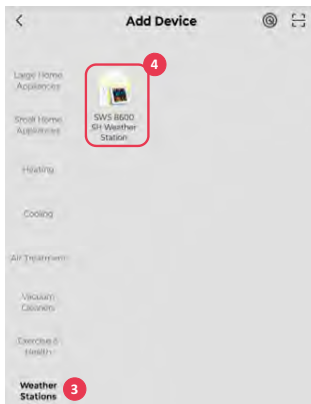 Add Device
Large Home
Appliances
Small Home
Appliances
Heating
Cooling
Air Treatment
Vacuum
Cleaners
Exercise &
Health
Weather
Stations
3
4
SWS 8600
SH Weather
Station